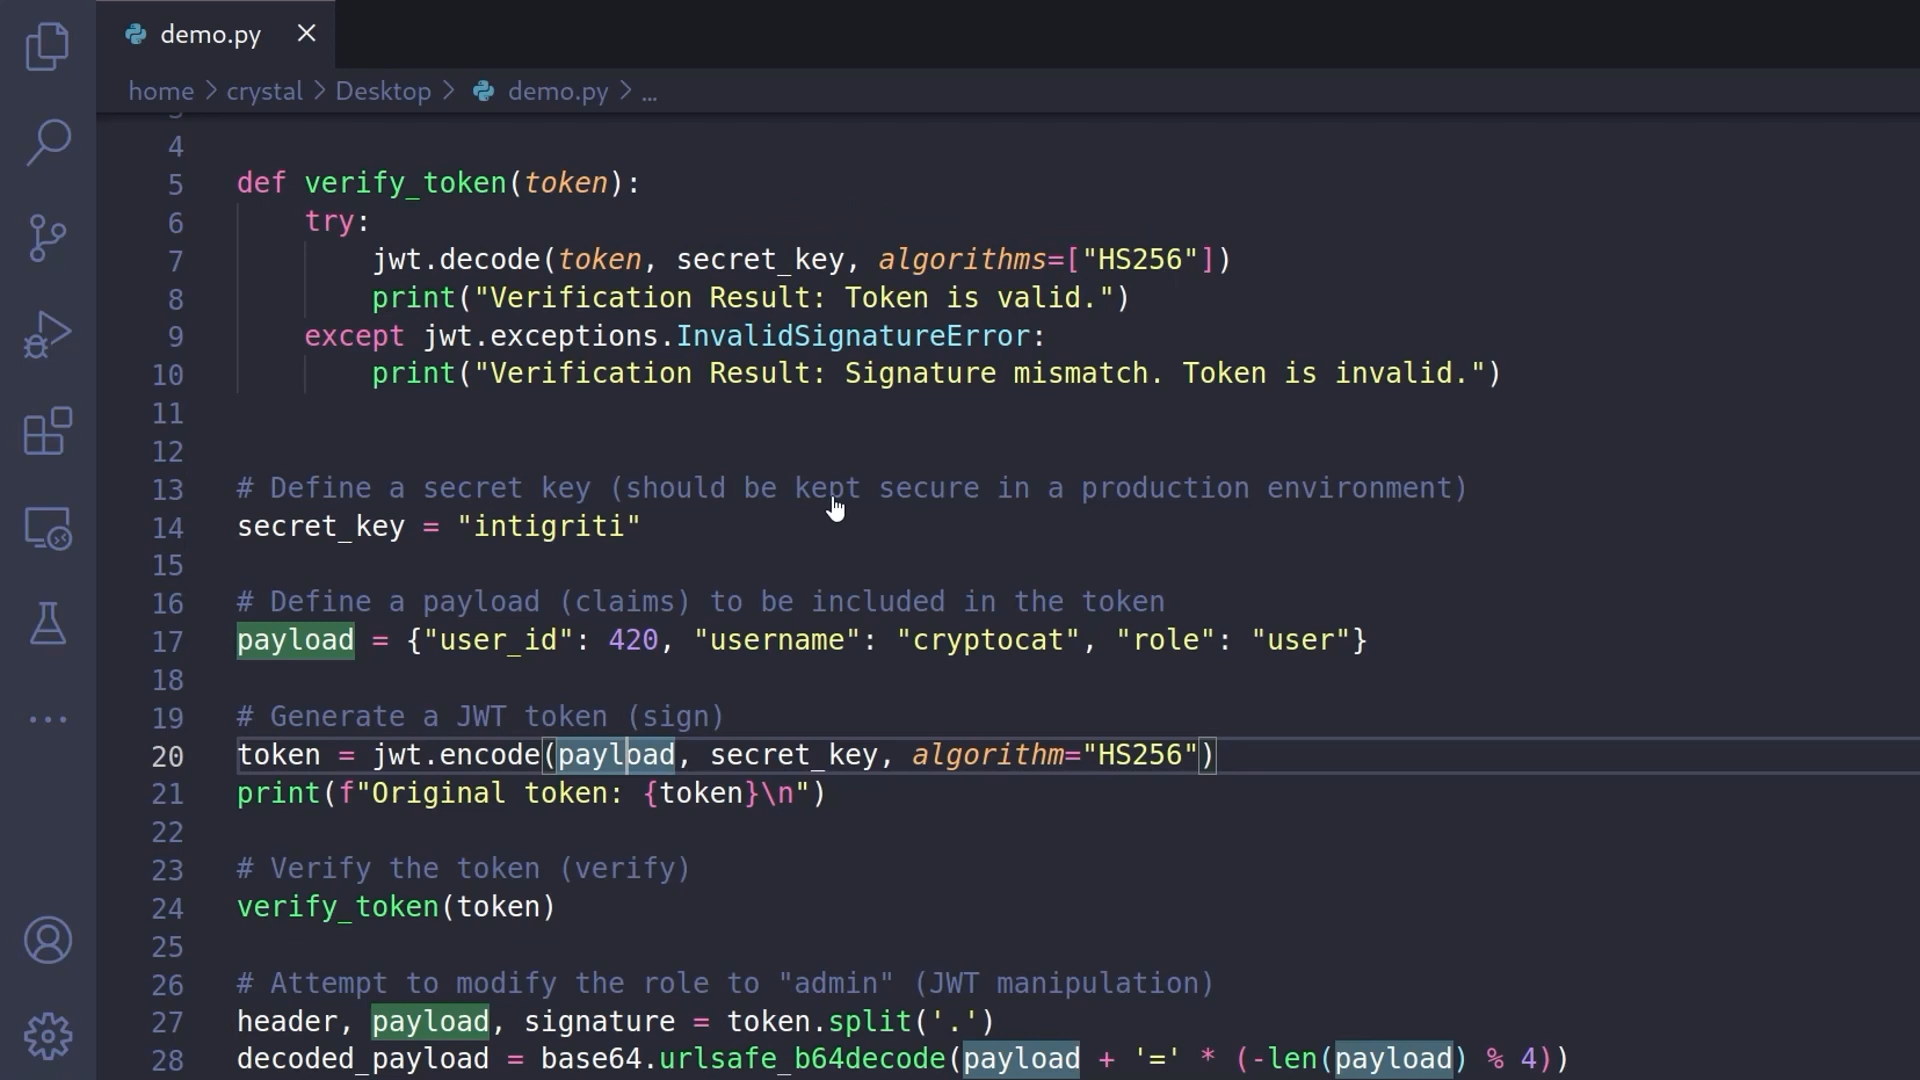 demo.py
home > crystal > Desktop > demo.py > ...
4
5 def verify_token(token):
6     try:
7         jwt.decode(token, secret_key, algorithms=["HS256"])
8         print("Verification Result: Token is valid.")
9     except jwt.exceptions.InvalidSignatureError:
10         print("Verification Result: Signature mismatch. Token is invalid.")
11
12
13 # Define a secret key (should be kept secure in a production environment)
14 secret_key = "intigriti"
15
16 # Define a payload (claims) to be included in the token
17 payload = {"user_id": 420, "username": "cryptocat", "role": "user"}
18
19 # Generate a JWT token (sign)
20 token = jwt.encode(payload, secret_key, algorithm="HS256")
21 print(f"Original token: {token}\n")
22
23 # Verify the token (verify)
24 verify_token(token)
25
26 # Attempt to modify the role to "admin" (JWT manipulation)
27 header, payload, signature = token.split('.')
28 decoded_payload = base64.urlsafe_b64decode(payload + '=' * (-len(payload) % 4))